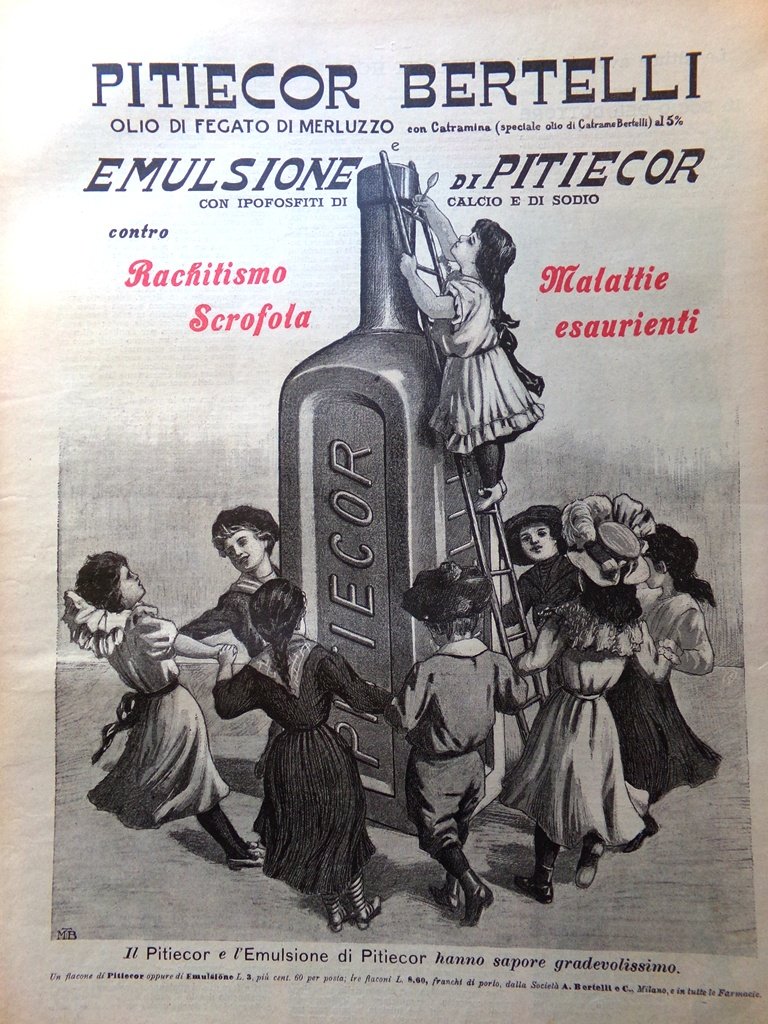 PITIECOR BERTELLI
OLIO DI FEGATO DI MERLUZZO con Catramina (speciale olio di Catrame Bertelli) al 5%
e
EMULSIONE DI PITIECOR
CON IPOFOSFITI DI CALCIO E DI SODIO
contro
Rachitismo
Scrofola
Malattie
esaurienti
PITIECOR
MTB
Il Pitiecor e l'Emulsione di Pitiecor hanno sapore gradevolissimo.
Un flacone di Pitiecor oppure di Emulsione L. 3, più cent. 60 per posta; tre flaconi L. 8,60, franchi di porto, dalla Società A. Bertelli e C., Milano, e in tutte le Farmacie.